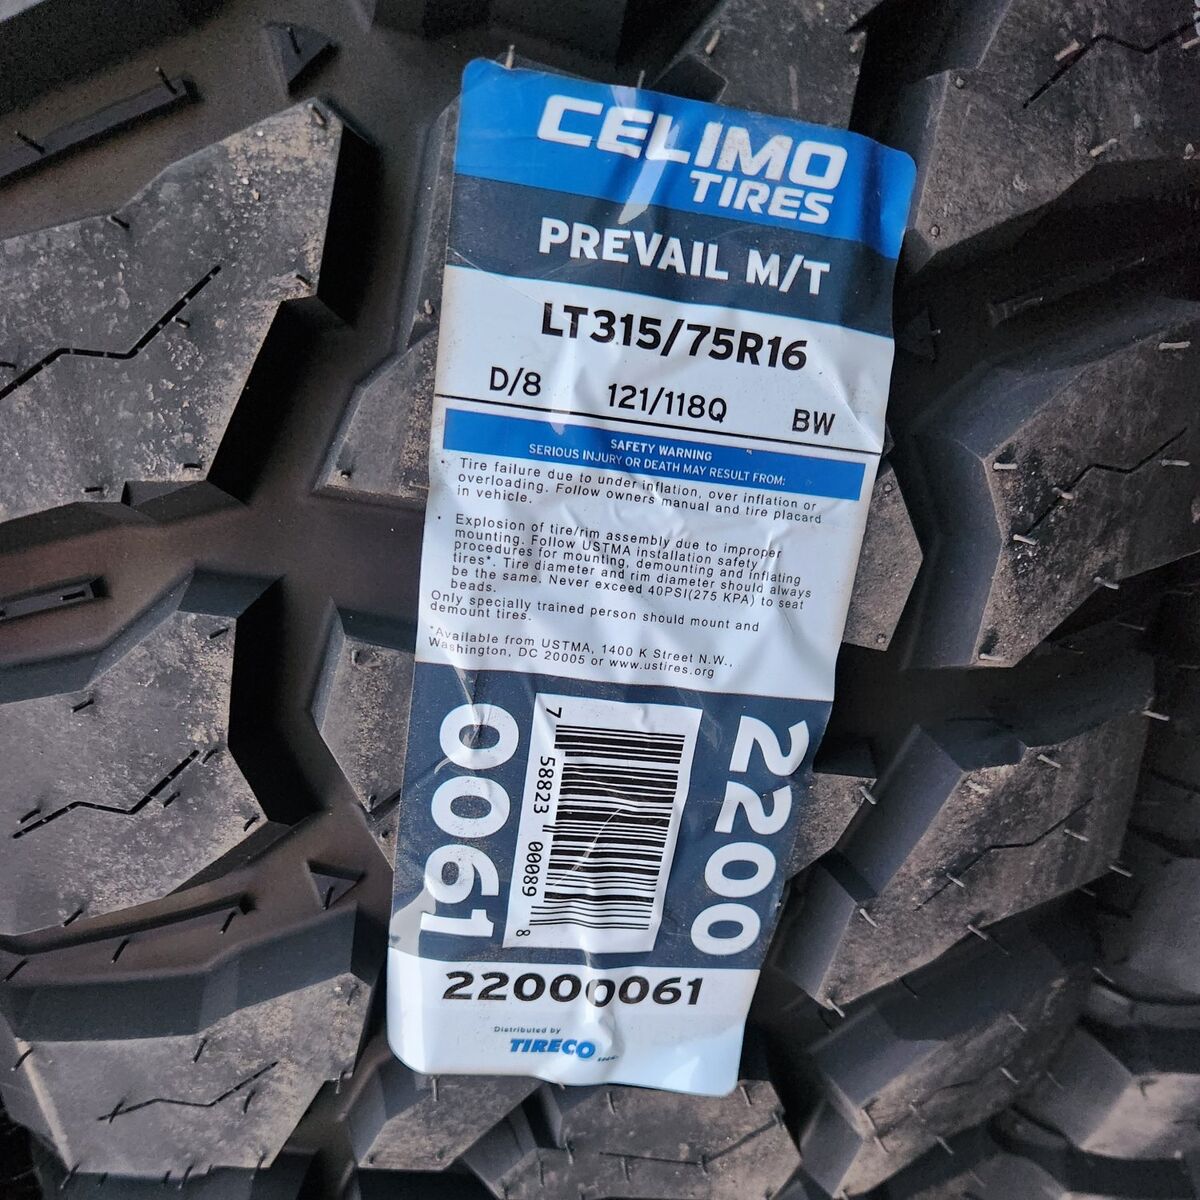 CELIMO
TIRES
PREVAIL M/T
LT315/75R16
D/8 121/118Q BW
SAFETY WARNING
SERIOUS INJURY OR DEATH MAY RESULT FROM:
· Tire failure due to under inflation, over inflation or
overloading. Follow owners manual and tire placard
in vehicle.
· Explosion of tire/rim assembly due to improper
mounting. Follow USTMA installation safety
procedures for mounting, demounting and inflating
tires*. Tire diameter and rim diameter should always
be the same. Never exceed 40PSI(275 KPA) to seat
beads.
Only specially trained person should mount and
demount tires.
*Available from USTMA, 1400 K Street N.W.,
Washington, DC 20005 or www.ustires.org
2200
7 58823 00089 8
0061
22000061
Distributed by
TIRECO INC